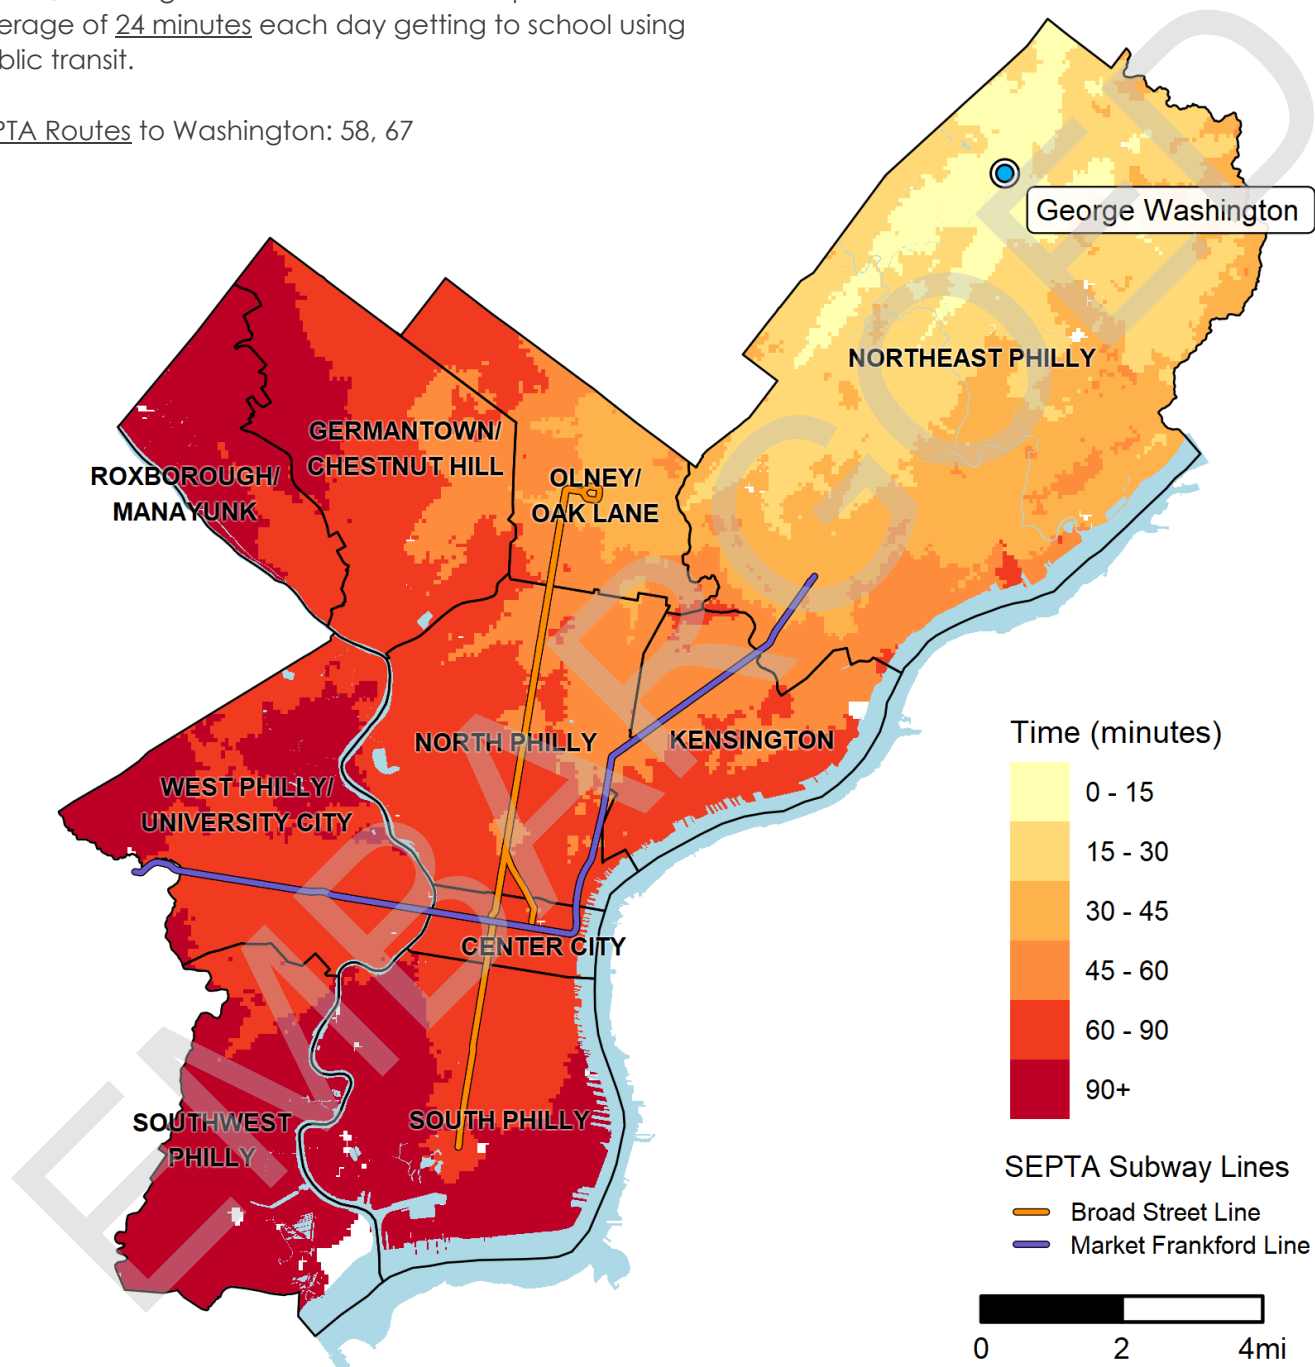 erage of 24 minutes each day getting to school using
blic transit.
PTA Routes to Washington: 58, 67
George Washington
NORTHEAST PHILLY
GERMANTOWN/
CHESTNUT HILL
ROXBOROUGH/
MANAYUNK
OLNEY/
OAK LANE
NORTH PHILLY
KENSINGTON
WEST PHILLY/
UNIVERSITY CITY
CENTER CITY
SOUTHWEST
PHILLY
SOUTH PHILLY
Time (minutes)
0 - 15
15 - 30
30 - 45
45 - 60
60 - 90
90+
SEPTA Subway Lines
Broad Street Line
Market Frankford Line
0 2 4mi
EMBARGOED